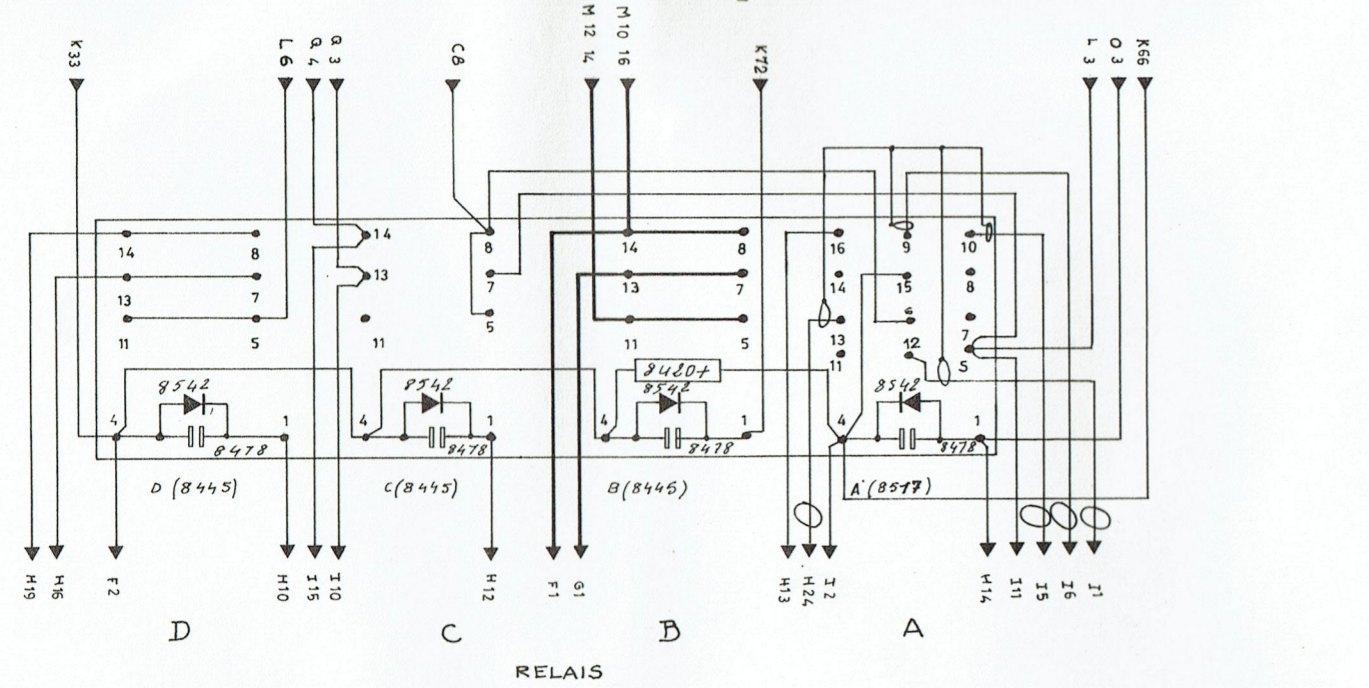 K33
L6
Q 4
Q 3
C8
M 12 14
M 10 16
K72
L 3
O 3
K66
14 8
13 7
11 5
14
13
11
8
7
5
14 8
13 7
11 5
16
14
13
11
9
15
6
12
10
8
7
5
8542
4 1
8478
8542
4 1
8478
8420+
8542
4 1
8478
8542
4 1
8478
D (8445)
C(8445)
B(8445)
A (8517)
H19
H16
F2
H10
I15
I10
H12
F1
G1
H13
H24
I 2
H14
I11
I5
I6
I1
D C B A
RELAIS